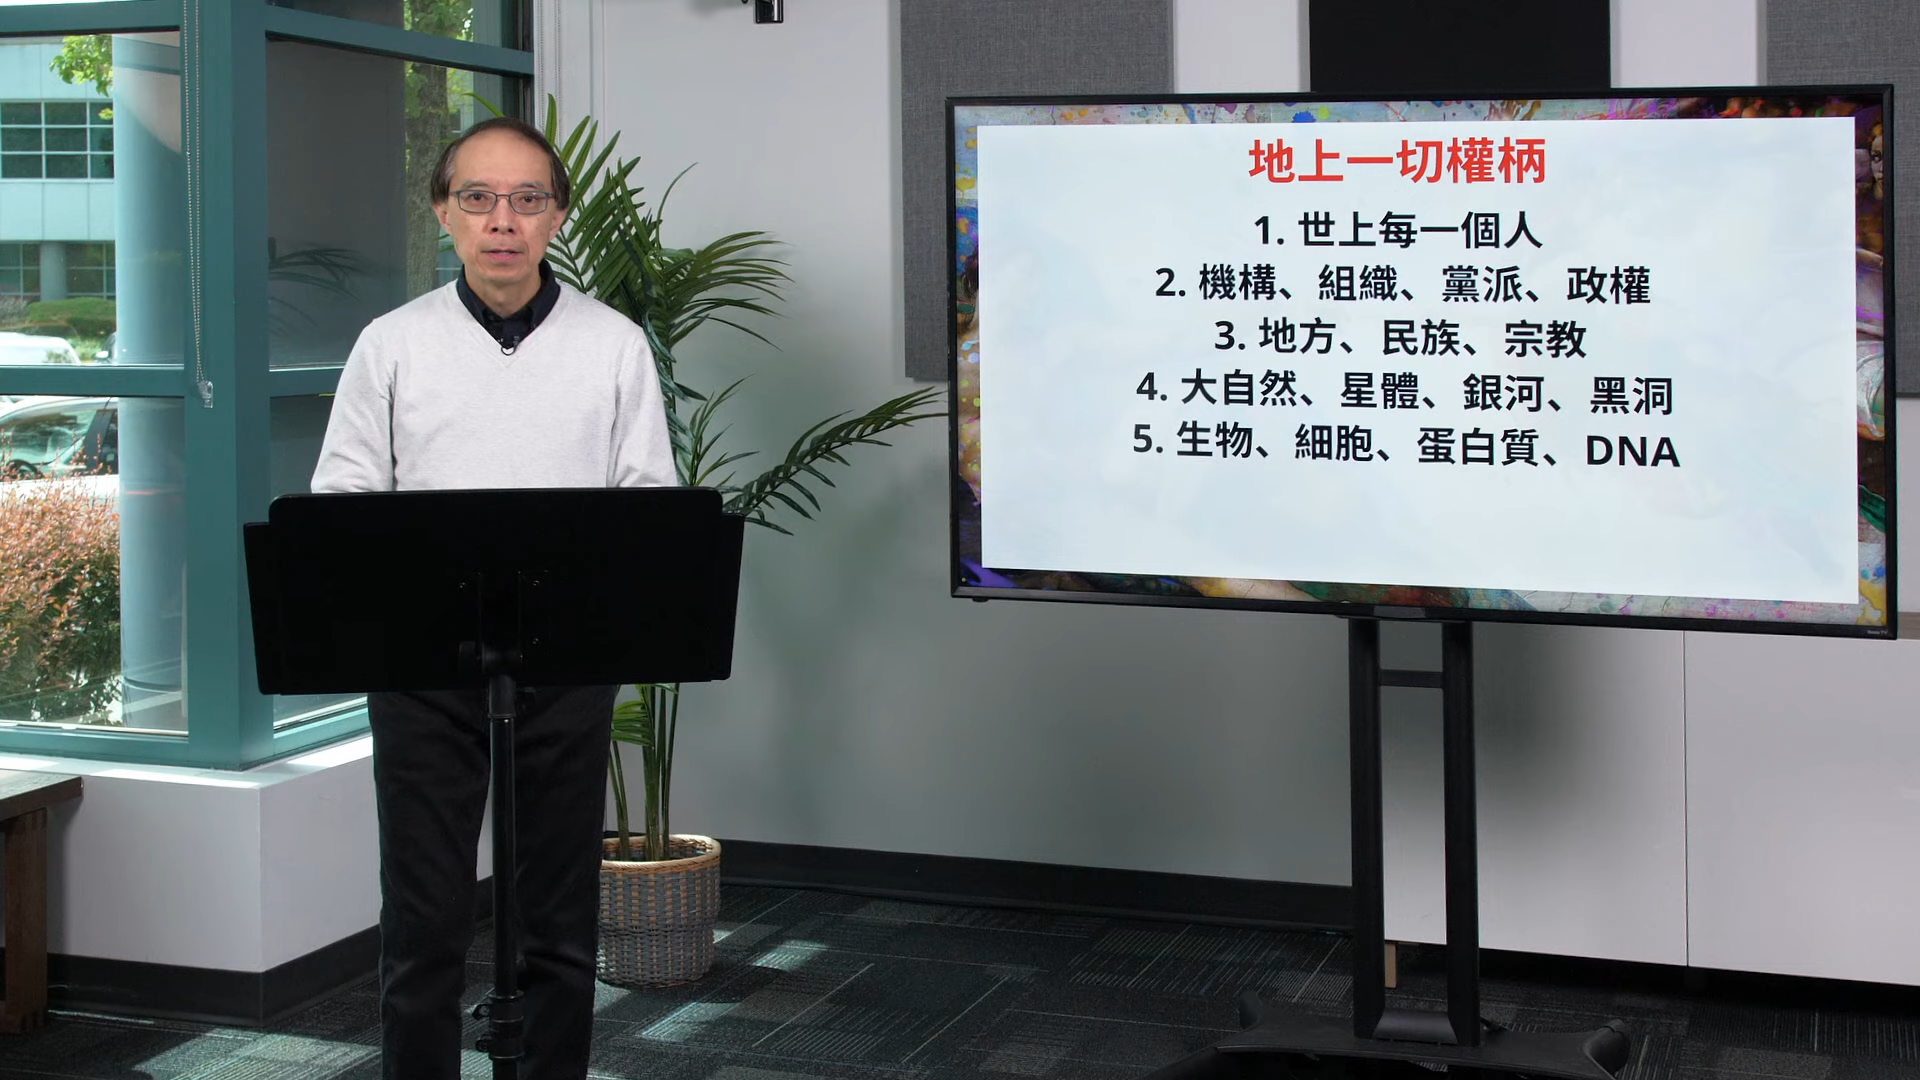 地上一切權柄
1. 世上每一個人
2. 機構、組織、黨派、政權
3. 地方、民族、宗教
4. 大自然、星體、銀河、黑洞
5. 生物、細胞、蛋白質、DNA